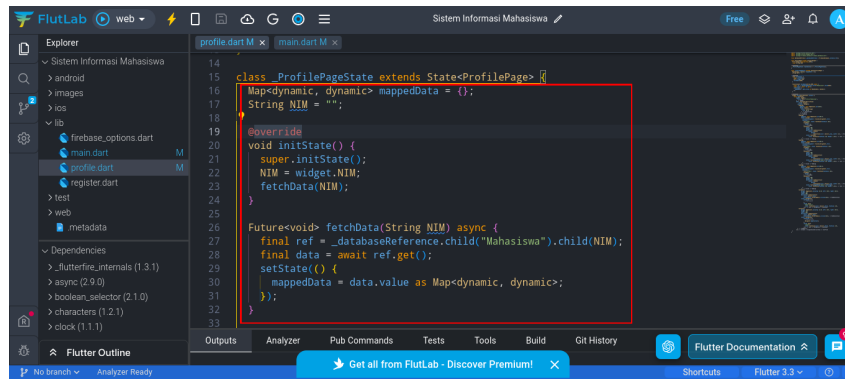 FlutLab web Sistem Informasi Mahasiswa Free A
Explorer profile.dart M × main.dart M ×
Sistem Informasi Mahasiswa
> android
> images
> ios
lib
firebase_options.dart
main.dart M
profile.dart M
register.dart
> test
> web
.metadata
Dependencies
> _flutterfire_internals (1.3.1)
> async (2.9.0)
> boolean_selector (2.1.0)
> characters (1.2.1)
> clock (1.1.1)
Flutter Outline
14
15 class _ProfilePageState extends State<ProfilePage> {
16 Map<dynamic, dynamic> mappedData = {};
17 String NIM = "";
18
19 @override
20 void initState() {
21 super.initState();
22 NIM = widget.NIM;
23 fetchData(NIM);
24 }
25
26 Future<void> fetchData(String NIM) async {
27 final ref = _databaseReference.child("Mahasiswa").child(NIM);
28 final data = await ref.get();
29 setState(() {
30 mappedData = data.value as Map<dynamic, dynamic>;
31 });
32 }
33
Outputs Analyzer Pub Commands Tests Tools Build Git History
Flutter Documentation
Get all from FlutLab - Discover Premium! ×
No branch Analyzer Ready Shortcuts Flutter 3.3